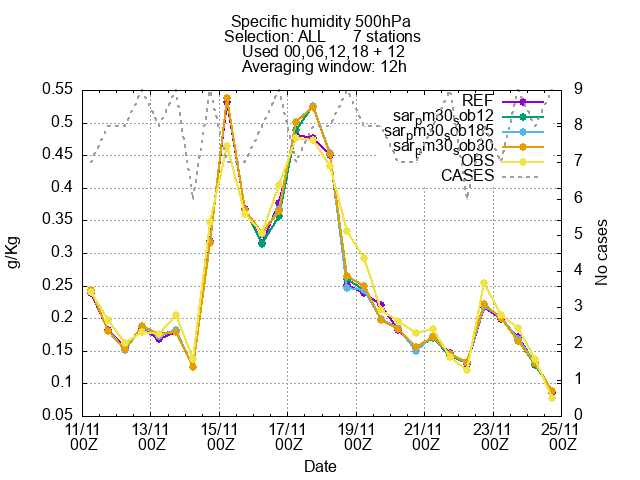 Specific humidity 500hPa
Selection: ALL 7 stations
Used 00,06,12,18 + 12
Averaging window: 12h
0.55
0.5
0.45
0.4
0.35
0.3
0.25
0.2
0.15
0.1
0.05
g/Kg
9
8
7
6
5
4
3
2
1
0
No cases
REF
sar_pm30_sob12
sar_pm30_sob185
sar_pm30_sob30
OBS
CASES
11/11 13/11 15/11 17/11 19/11 21/11 23/11 25/11
00Z 00Z 00Z 00Z 00Z 00Z 00Z 00Z
Date